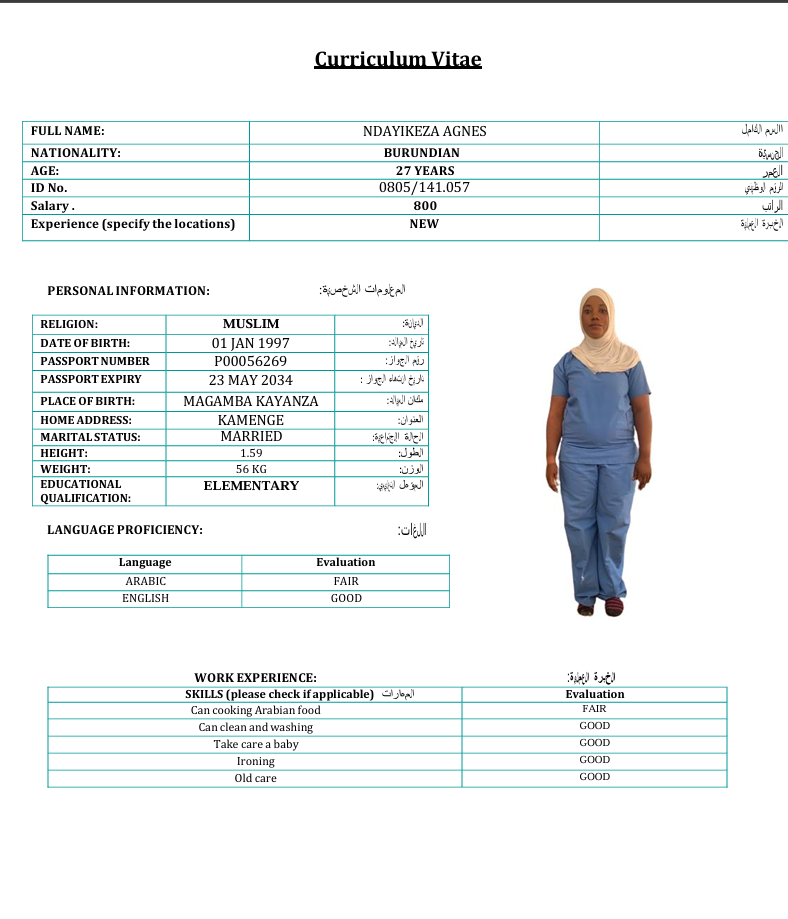 Curriculum Vitae
FULL NAME: NDAYIKEZA AGNES الاسم الكامل
NATIONALITY: BURUNDIAN الجنسية
AGE: 27 YEARS العمر
ID No. 0805/141.057 الرقم الوظيفي
Salary . 800 الراتب
Experience (specify the locations) NEW الخبرة العملية
PERSONAL INFORMATION: المعلومات الشخصية:
RELIGION: MUSLIM الديانة:
DATE OF BIRTH: 01 JAN 1997 تاريخ الميلاد:
PASSPORT NUMBER P00056269 رقم الجواز:
PASSPORT EXPIRY 23 MAY 2034 تاريخ انتهاء الجواز :
PLACE OF BIRTH: MAGAMBA KAYANZA مكان الميلاد:
HOME ADDRESS: KAMENGE العنوان:
MARITAL STATUS: MARRIED الحالة الاجتماعية:
HEIGHT: 1.59 الطول:
WEIGHT: 56 KG الوزن:
EDUCATIONAL ELEMENTARY
QUALIFICATION:
LANGUAGE PROFICIENCY: اللغات:
Language Evaluation
ARABIC FAIR
ENGLISH GOOD
WORK EXPERIENCE: الخبرة العملية:
SKILLS (please check if applicable) المهارات Evaluation
Can cooking Arabian food FAIR
Can clean and washing GOOD
Take care a baby GOOD
Ironing GOOD
Old care GOOD